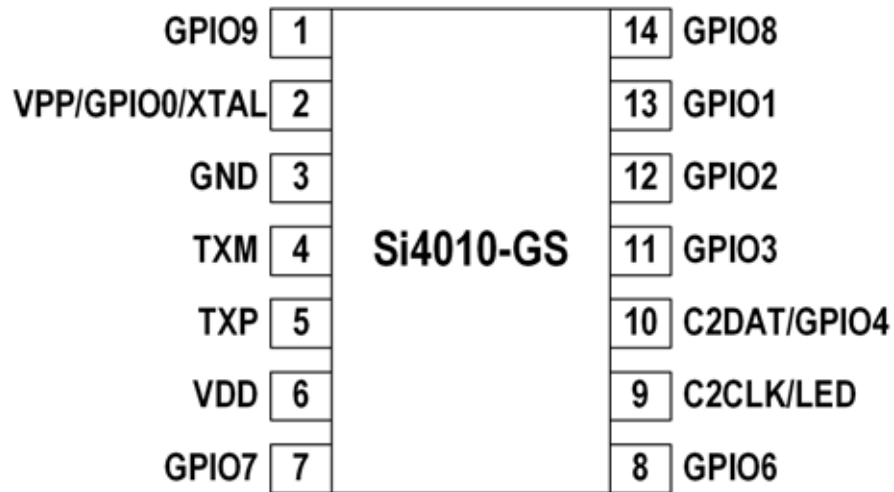 GPIO9 1 14 GPIO8
VPP/GPIO0/XTAL 2 13 GPIO1
GND 3 12 GPIO2
TXM 4 Si4010-GS 11 GPIO3
TXP 5 10 C2DAT/GPIO4
VDD 6 9 C2CLK/LED
GPIO7 7 8 GPIO6